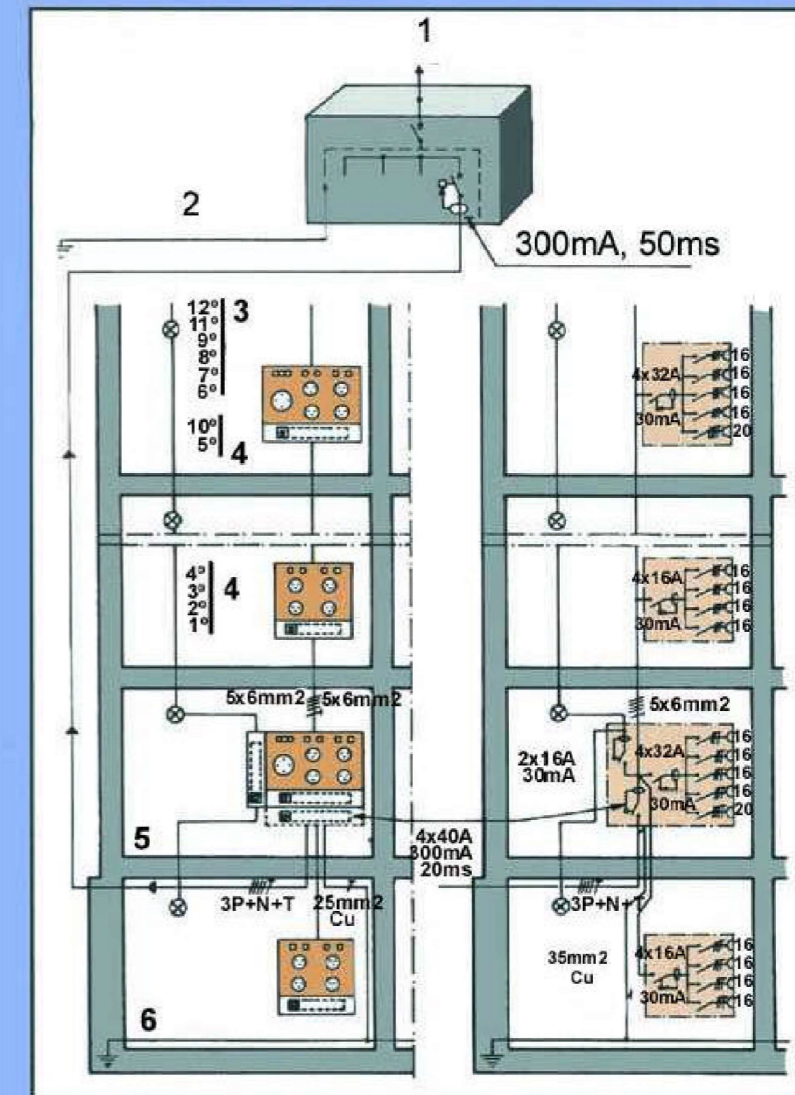 1
2
300mA, 50ms
12º
11º
9º
8º
7º
6º
3
10º
5º
4
4x32A
30mA
16
16
16
16
20
4º
3º
2º
1º
4
4x16A
30mA
16
16
16
16
5x6mm2
5x6mm2
5x6mm2
2x16A
30mA
4x32A
30mA
16
16
16
16
20
5
4x40A
300mA
20ms
3P+N+T
25mm2
Cu
3P+N+T
35mm2
Cu
4x16A
30mA
16
16
16
16
6